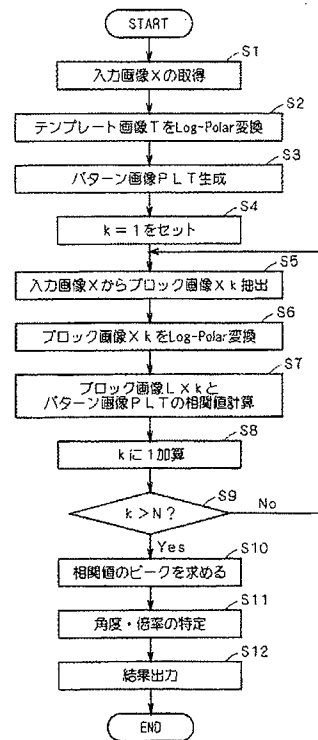 START
S1
入力画像Xの取得
S2
テンプレート画像TをLog-Polar変換
S3
パターン画像PLT生成
S4
k=1をセット
S5
入力画像Xからブロック画像Xk抽出
S6
ブロック画像XkをLog-Polar変換
S7
ブロック画像LXkと
パターン画像PLTの相関値計算
S8
kに1加算
S9
k>N?
No
Yes
S10
相関値のピークを求める
S11
角度・倍率の特定
S12
結果出力
END